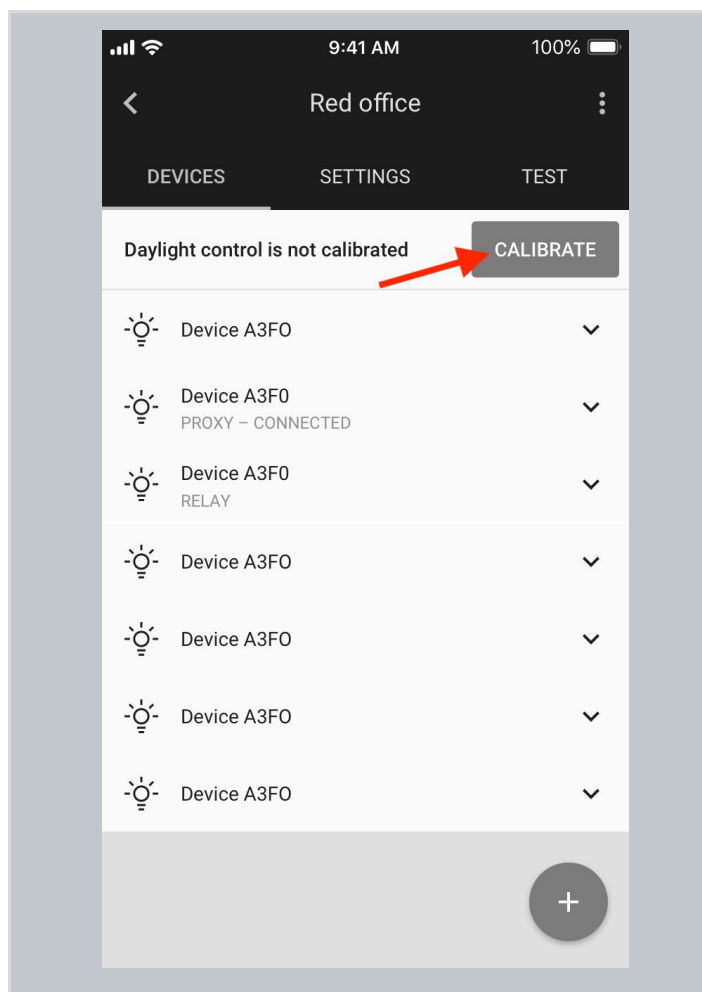 9:41 AM
100%
Red office
DEVICES
SETTINGS
TEST
Daylight control is not calibrated
CALIBRATE
Device A3FO
Device A3F0
PROXY – CONNECTED
Device A3F0
RELAY
Device A3FO
Device A3FO
Device A3FO
Device A3FO